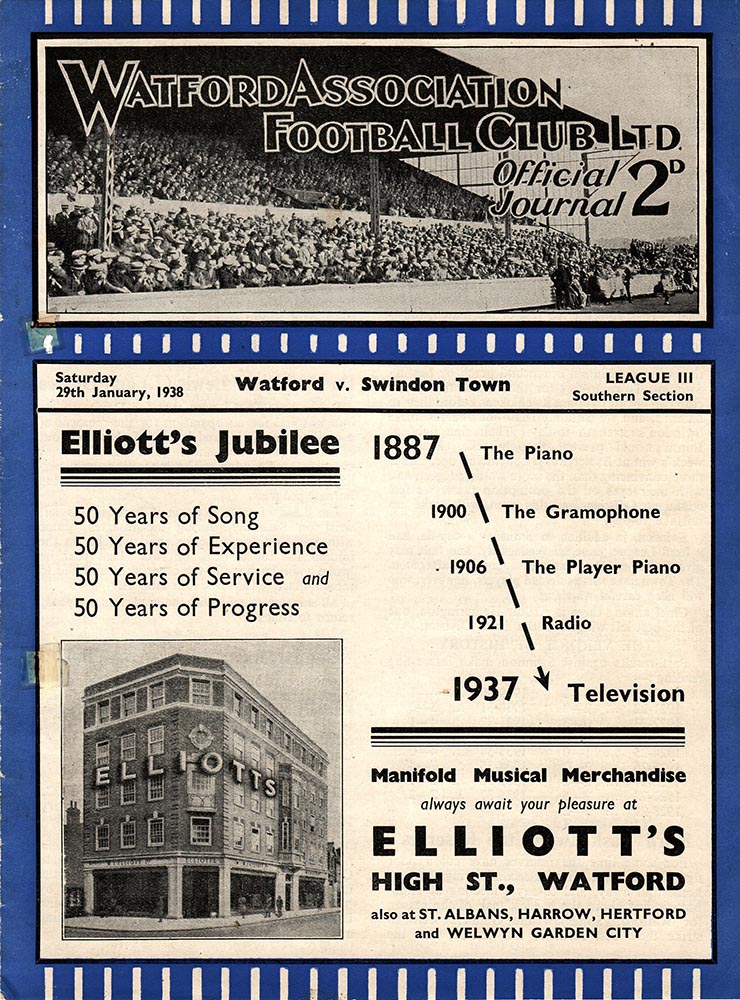 WATFORD ASSOCIATION
FOOTBALL CLUB LTD.
Official
Journal 2D
Saturday
29th January, 1938
Watford v. Swindon Town
LEAGUE III
Southern Section
Elliott's Jubilee
50 Years of Song
50 Years of Experience
50 Years of Service and
50 Years of Progress
1887 The Piano
1900 The Gramophone
1906 The Player Piano
1921 Radio
1937 Television
ELLIOTTS
Manifold Musical Merchandise
always await your pleasure at
ELLIOTT'S
HIGH ST., WATFORD
also at ST. ALBANS, HARROW, HERTFORD
and WELWYN GARDEN CITY